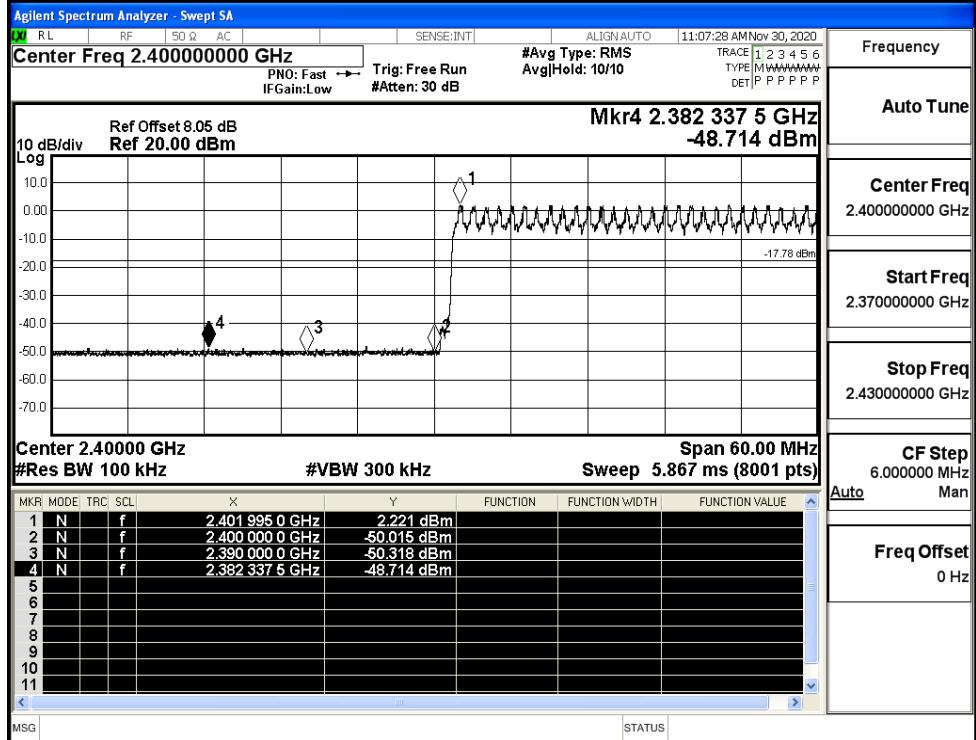 Agilent Spectrum Analyzer - Swept SA
LXI RL RF 50 Ω AC SENSE:INT ALIGNAUTO 11:07:28 AM Nov 30, 2020
Center Freq 2.400000000 GHz
PNO: Fast
IFGain:Low
Trig: Free Run
#Atten: 30 dB
#Avg Type: RMS
Avg|Hold: 10/10
TRACE 1 2 3 4 5 6
TYPE M W W W W W
DET P P P P P P
Mkr4 2.382 337 5 GHz
-48.714 dBm
Ref Offset 8.05 dB
10 dB/div Ref 20.00 dBm
Log
10.0
0.00
-10.0
-20.0
-30.0
-40.0
-50.0
-60.0
-70.0
1
-17.78 dBm
4
3
2
Center 2.40000 GHz Span 60.00 MHz
#Res BW 100 kHz #VBW 300 kHz Sweep 5.867 ms (8001 pts)
MKR MODE TRC SCL X Y FUNCTION FUNCTION WIDTH FUNCTION VALUE
1 N f 2.401 995 0 GHz 2.221 dBm
2 N f 2.400 000 0 GHz -50.015 dBm
3 N f 2.390 000 0 GHz -50.318 dBm
4 N f 2.382 337 5 GHz -48.714 dBm
5
6
7
8
9
10
11
MSG STATUS
Frequency
Auto Tune
Center Freq
2.400000000 GHz
Start Freq
2.370000000 GHz
Stop Freq
2.430000000 GHz
CF Step
6.000000 MHz
Auto Man
Freq Offset
0 Hz